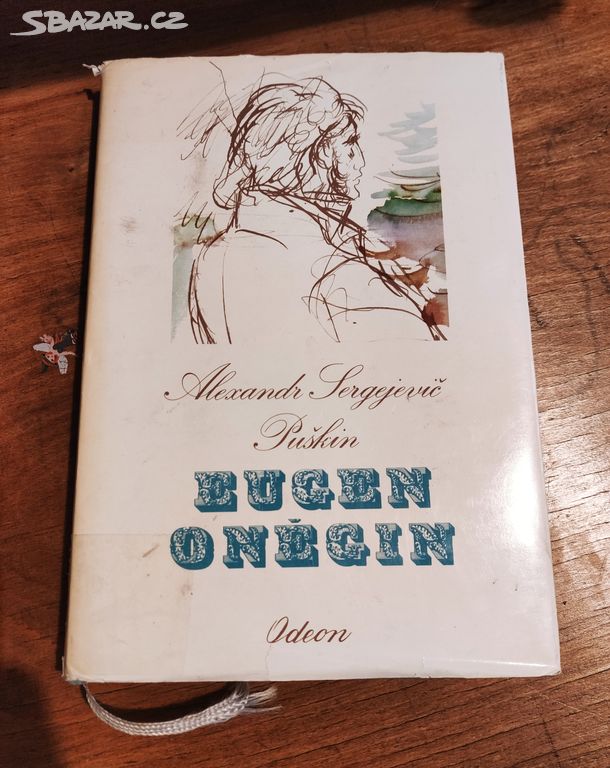 SBAZAR.CZ
Alexandr Sergejevič
Puškin
EUGEN
ONĚGIN
Odeon